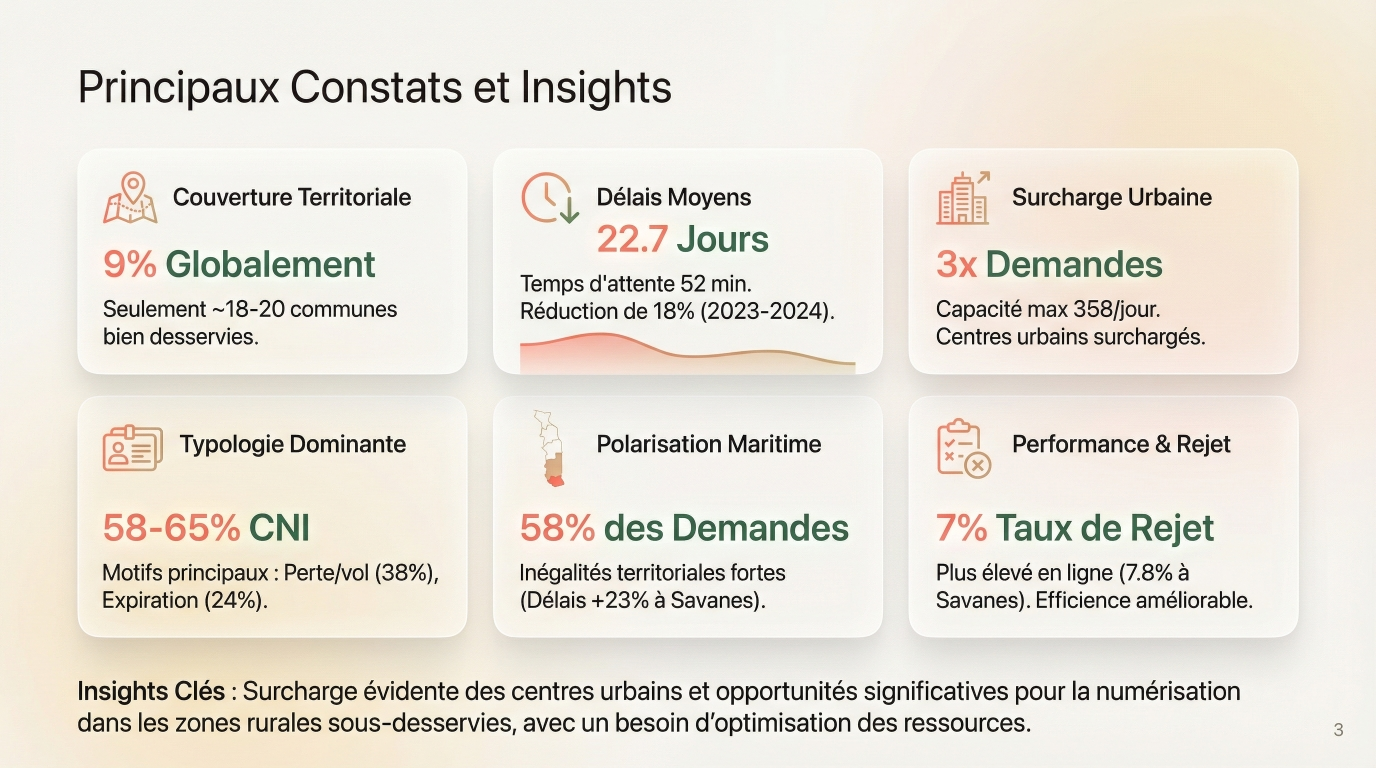 Principaux Constats et Insights
Couverture Territoriale
9% Globalement
Seulement ~18-20 communes
bien desservies.
Délais Moyens
22.7 Jours
Temps d'attente 52 min.
Réduction de 18% (2023-2024).
Surcharge Urbaine
3x Demandes
Capacité max 358/jour.
Centres urbains surchargés.
Typologie Dominante
58-65% CNI
Motifs principaux : Perte/vol (38%),
Expiration (24%).
Polarisation Maritime
58% des Demandes
Inégalités territoriales fortes
(Délais +23% à Savanes).
Performance & Rejet
7% Taux de Rejet
Plus élevé en ligne (7.8% à
Savanes). Efficience améliorable.
Insights Clés : Surcharge évidente des centres urbains et opportunités significatives pour la numérisation
dans les zones rurales sous-desservies, avec un besoin d’optimisation des ressources.
3